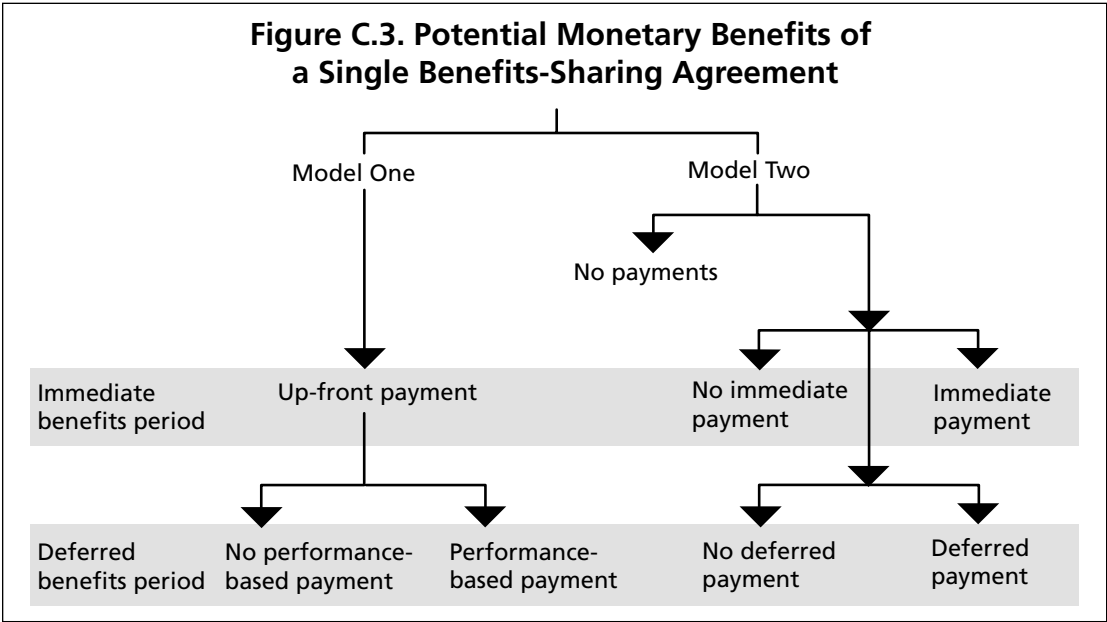 Figure C.3. Potential Monetary Benefits of
a Single Benefits-Sharing Agreement
Model One
Model Two
No payments
Immediate
benefits period
Up-front payment
No immediate
payment
Immediate
payment
Deferred
benefits period
No performance-
based payment
Performance-
based payment
No deferred
payment
Deferred
payment